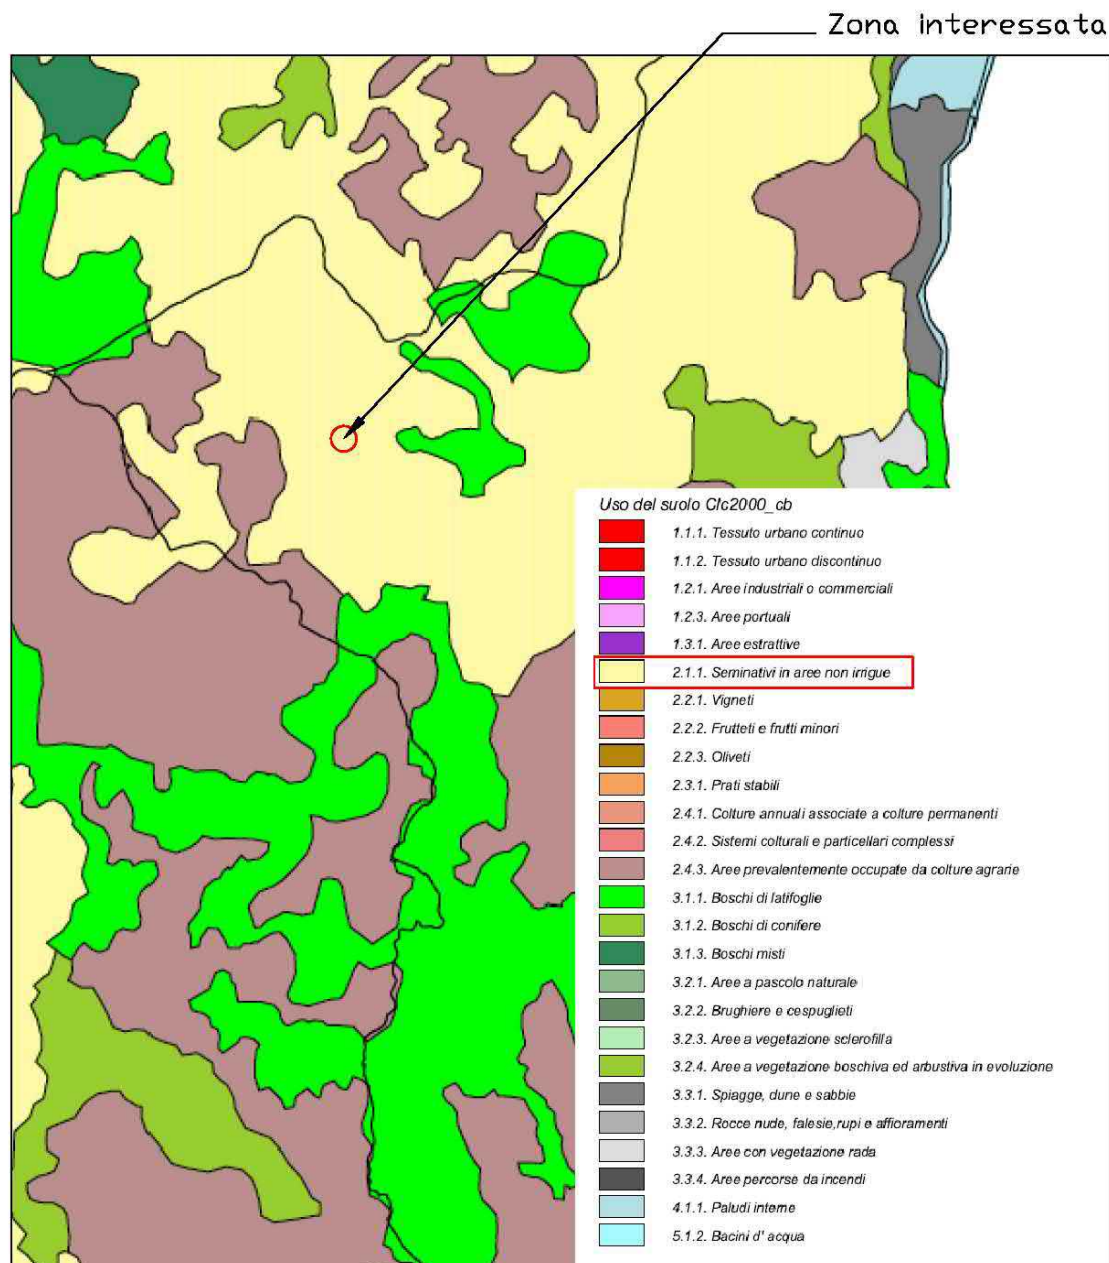 Zona interessata
Uso del suolo Clc2000_cb
1.1.1. Tessuto urbano continuo
1.1.2. Tessuto urbano discontinuo
1.2.1. Aree industriali o commerciali
1.2.3. Aree portuali
1.3.1. Aree estrattive
2.1.1. Seminativi in aree non irrigue
2.2.1. Vigneti
2.2.2. Frutteti e frutti minori
2.2.3. Oliveti
2.3.1. Prati stabili
2.4.1. Colture annuali associate a colture permanenti
2.4.2. Sistemi colturali e particellari complessi
2.4.3. Aree prevalentemente occupate da colture agrarie
3.1.1. Boschi di latifoglie
3.1.2. Boschi di conifere
3.1.3. Boschi misti
3.2.1. Aree a pascolo naturale
3.2.2. Brughiere e cespuglieti
3.2.3. Aree a vegetazione sclerofilla
3.2.4. Aree a vegetazione boschiva ed arbustiva in evoluzione
3.3.1. Spiagge, dune e sabbie
3.3.2. Rocce nude, falesie,rupi e affioramenti
3.3.3. Aree con vegetazione rada
3.3.4. Aree percorse da incendi
4.1.1. Paludi interne
5.1.2. Bacini d' acqua